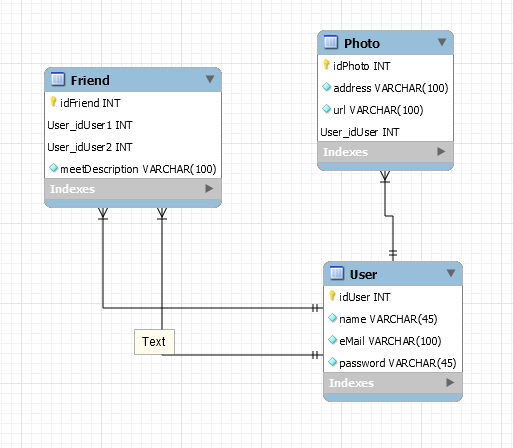 Friend
idFriend INT
User_idUser1 INT
User_idUser2 INT
meetDescription VARCHAR(100)
Indexes
Photo
idPhoto INT
address VARCHAR(100)
url VARCHAR(100)
User_idUser INT
Indexes
Text
User
idUser INT
name VARCHAR(45)
eMail VARCHAR(100)
password VARCHAR(45)
Indexes